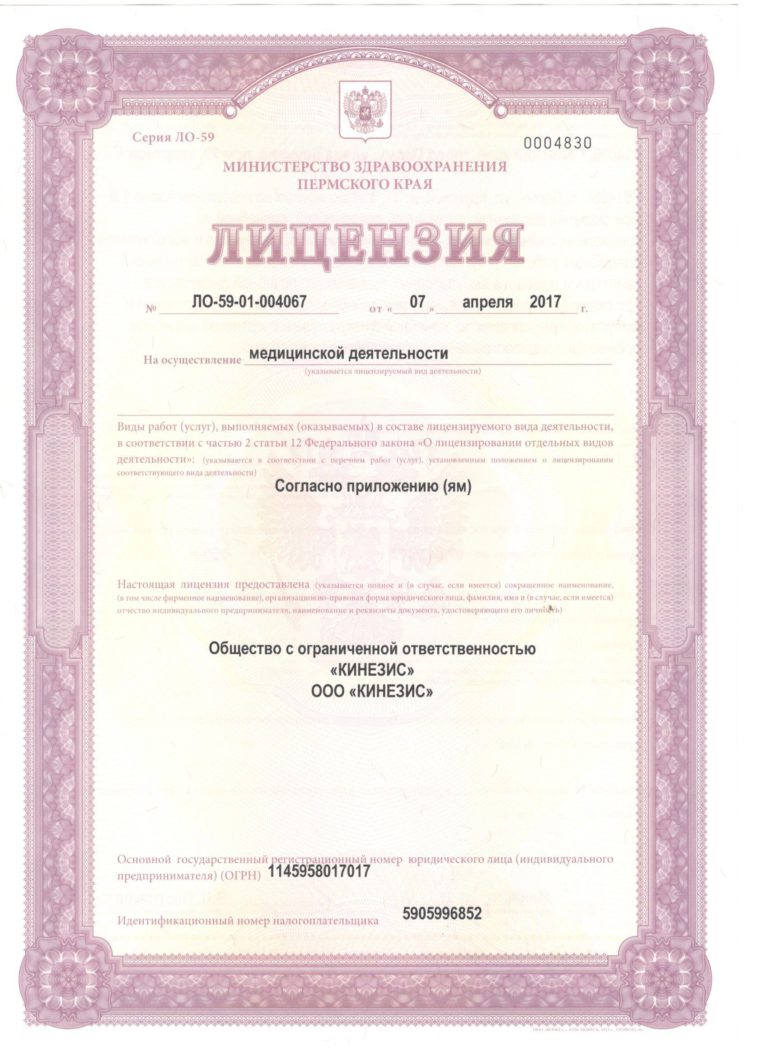 Серия ЛО-59
0004830
МИНИСТЕРСТВО ЗДРАВООХРАНЕНИЯ
ПЕРМСКОГО КРАЯ
ЛИЦЕНЗИЯ
№ ЛО-59-01-004067 от « 07 » апреля 2017 г.
На осуществление медицинской деятельности
(указывается лицензируемый вид деятельности)
Виды работ (услуг), выполняемых (оказываемых) в составе лицензируемого вида деятельности,
в соответствии с частью 2 статьи 12 Федерального закона «О лицензировании отдельных видов
деятельности»: (указываются в соответствии с перечнем работ (услуг), установленным положением о лицензировании
соответствующего вида деятельности)
Согласно приложению (ям)
Настоящая лицензия предоставлена (указывается полное и (в случае, если имеется) сокращенное наименование,
(в том числе фирменное наименование), организационно-правовая форма юридического лица, фамилия, имя и (в случае, если имеется)
отчество индивидуального предпринимателя, наименование и реквизиты документа, удостоверяющего его личность)
Общество с ограниченной ответственностью
«КИНЕЗИС»
ООО «КИНЕЗИС»
Основной государственный регистрационный номер юридического лица (индивидуального
предпринимателя) (ОГРН) 1145958017017
Идентификационный номер налогоплательщика 5905996852